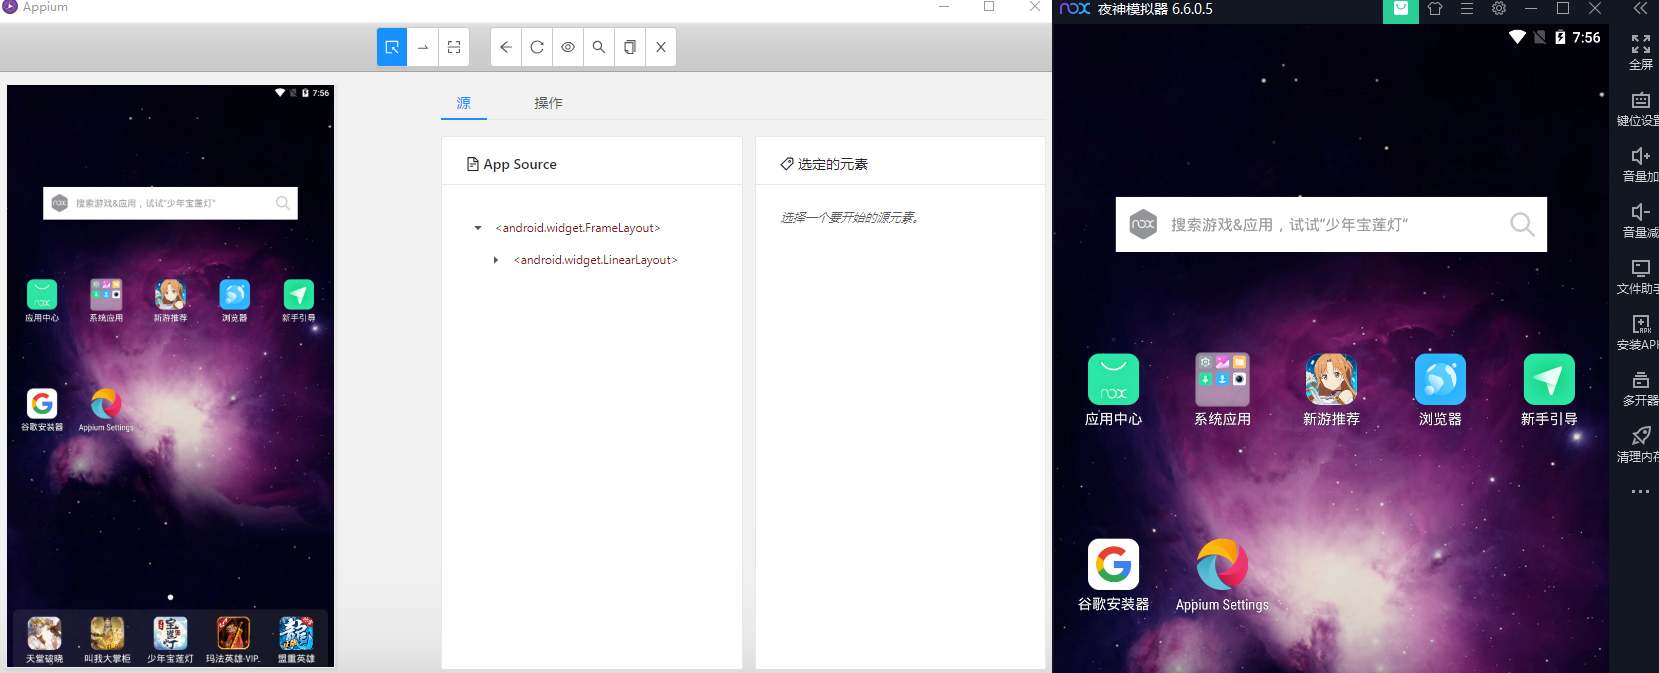 Appium
源
操作
App Source
<android.widget.FrameLayout>
<android.widget.LinearLayout>
选定的元素
选择一个要开始的源元素。
7:56
nox
搜索游戏&应用，试试“少年宝莲灯”
nox
应用中心
系统应用
新游推荐
浏览器
新手引导
谷歌安装器
Appium Settings
天堂破晓
叫我大掌柜
少年宝莲灯
玛法英雄-VIP..
盟重英雄
nox 夜神模拟器 6.6.0.5
7:56
nox
搜索游戏&应用，试试“少年宝莲灯”
nox
应用中心
系统应用
新游推荐
浏览器
新手引导
谷歌安装器
Appium Settings
全屏
键位设置
音量加
音量减
文件助手
APK
安装APK
多开器
清理内存